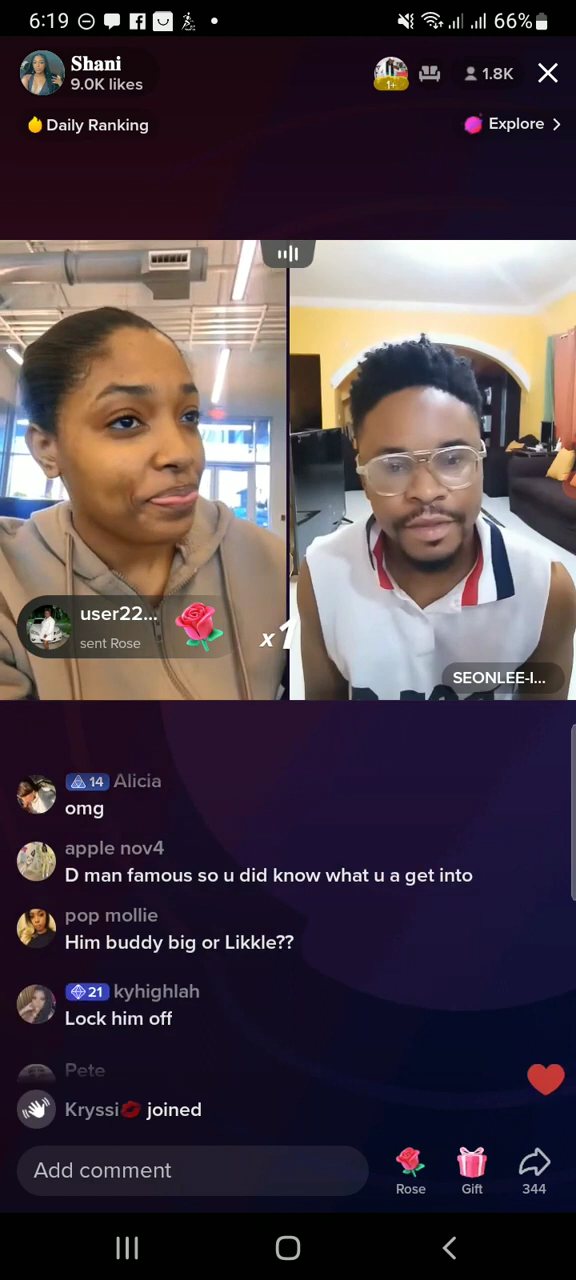 6:19
66%
Shani
9.0K likes
1+
1.8K
Daily Ranking
Explore
user22...
sent Rose
x1
SEONLEE-I...
14 Alicia
omg
apple nov4
D man famous so u did know what u a get into
pop mollie
Him buddy big or Likkle??
21 kyhighlah
Lock him off
Pete
Kryssi💋 joined
Add comment
Rose
Gift
344